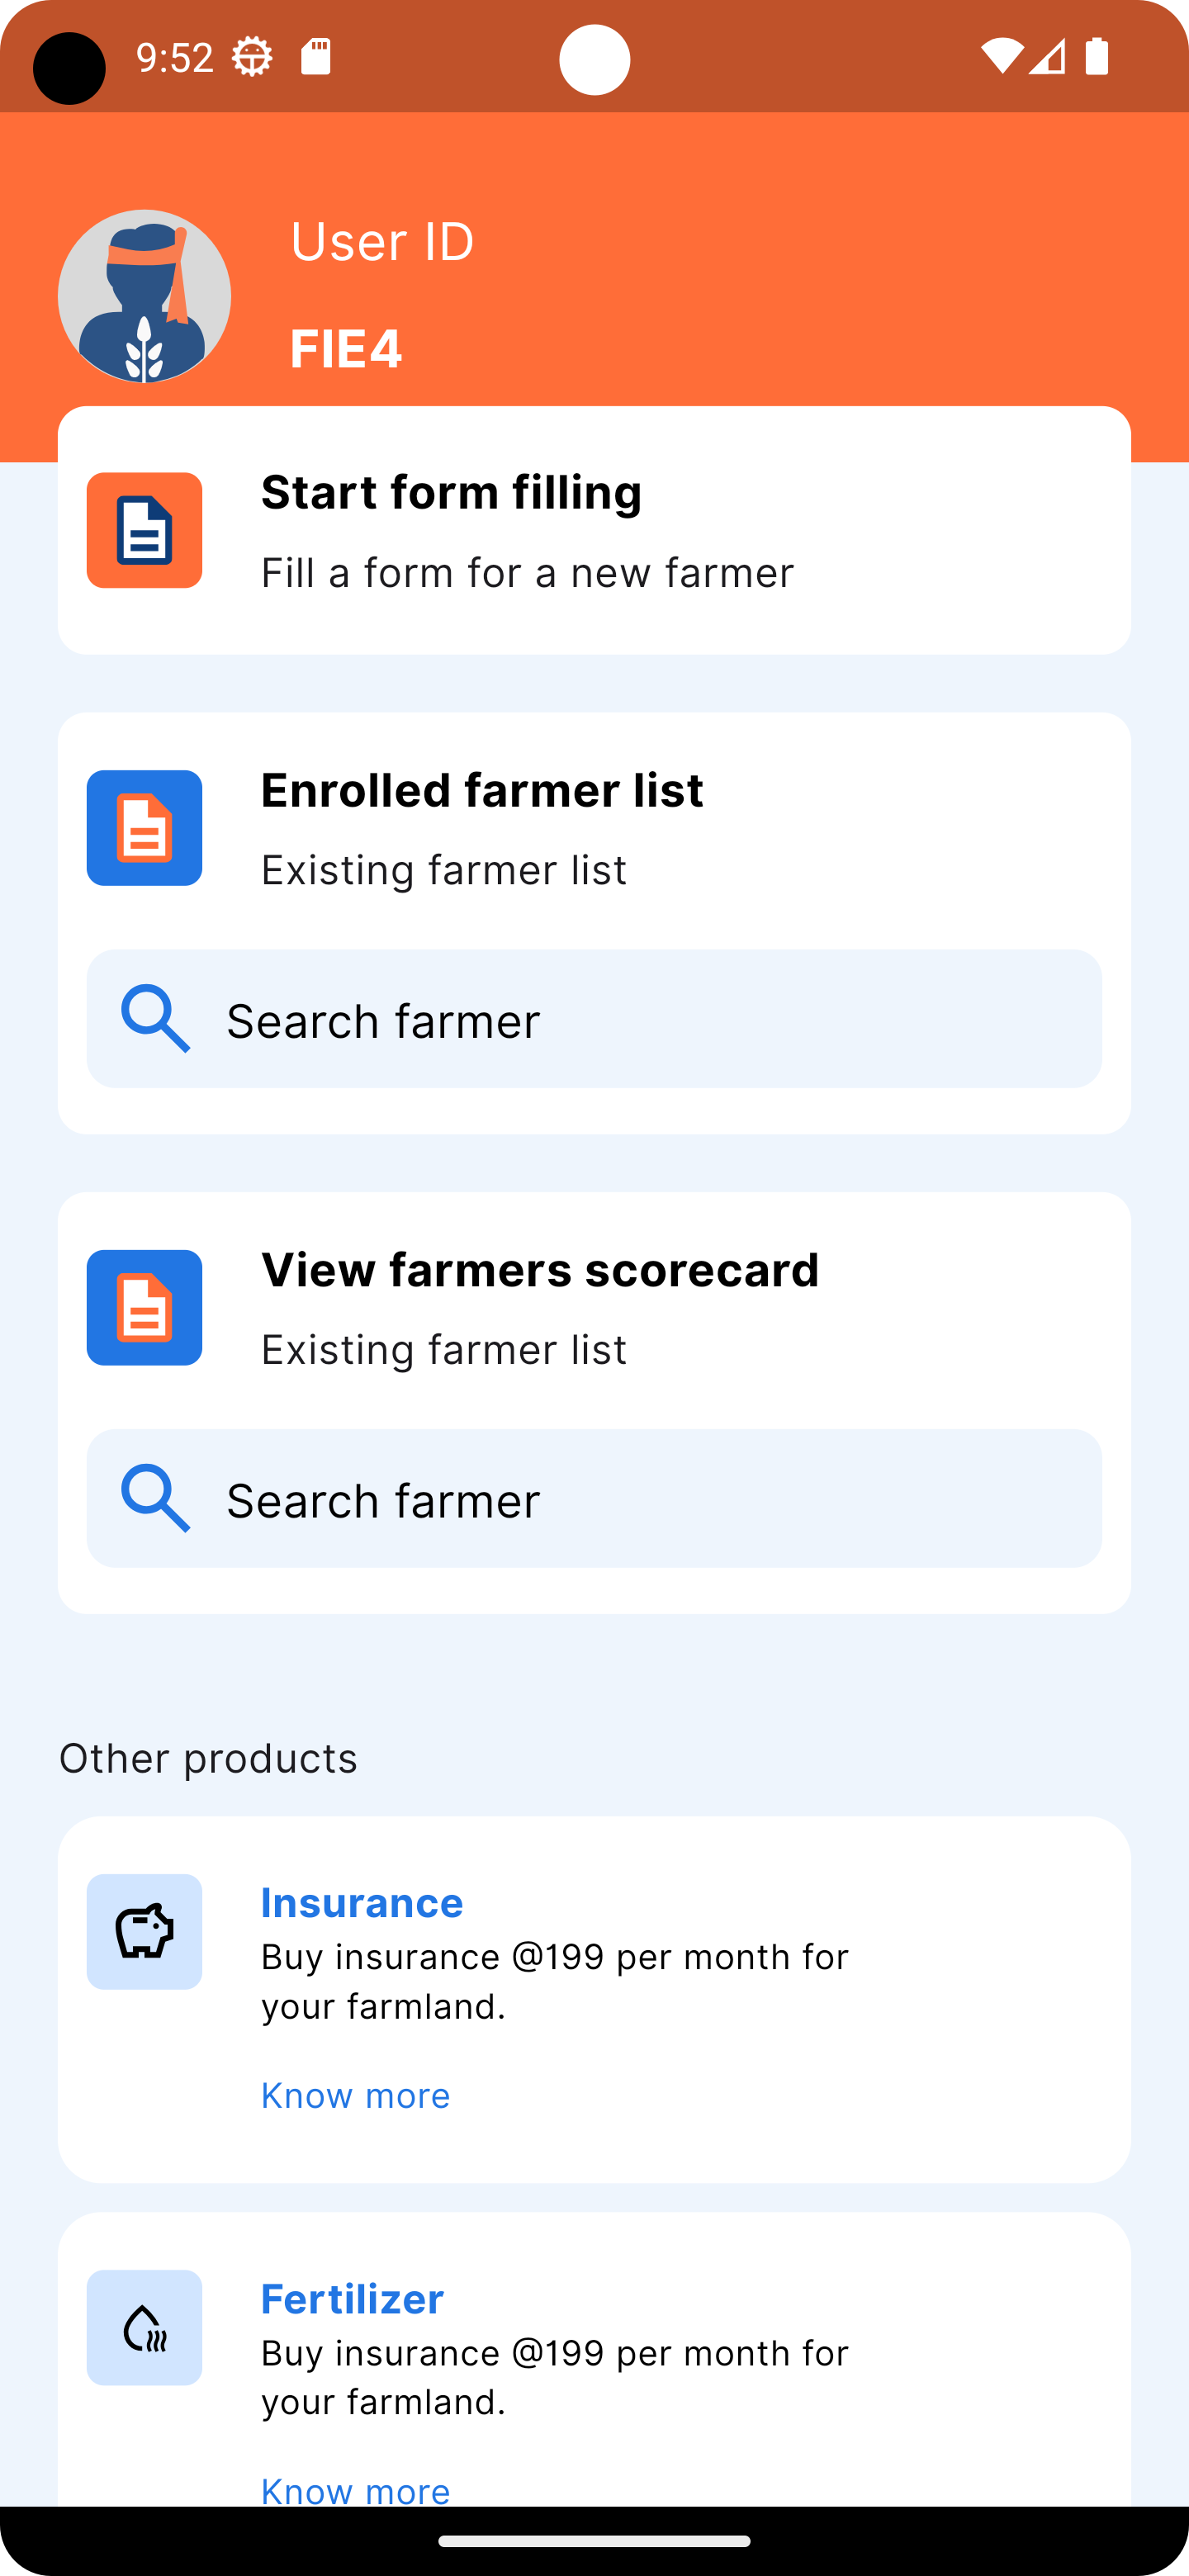 9:52
User ID
FIE4
Start form filling
Fill a form for a new farmer
Enrolled farmer list
Existing farmer list
Search farmer
View farmers scorecard
Existing farmer list
Search farmer
Other products
Insurance
Buy insurance @199 per month for
your farmland.
Know more
Fertilizer
Buy insurance @199 per month for
your farmland.
Know more